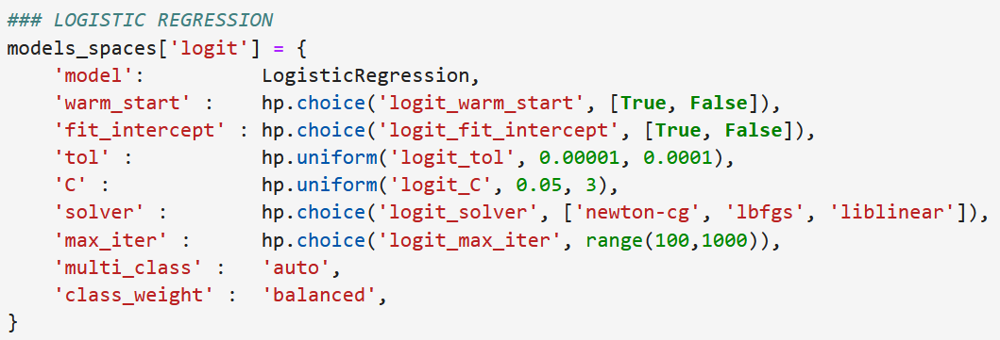 ### LOGISTIC REGRESSION
models_spaces['logit'] = {
    'model':          LogisticRegression,
    'warm_start' :    hp.choice('logit_warm_start', [True, False]),
    'fit_intercept' : hp.choice('logit_fit_intercept', [True, False]),
    'tol' :           hp.uniform('logit_tol', 0.00001, 0.0001),
    'C' :             hp.uniform('logit_C', 0.05, 3),
    'solver' :        hp.choice('logit_solver', ['newton-cg', 'lbfgs', 'liblinear']),
    'max_iter' :      hp.choice('logit_max_iter', range(100,1000)),
    'multi_class' :   'auto',
    'class_weight' :  'balanced',
}